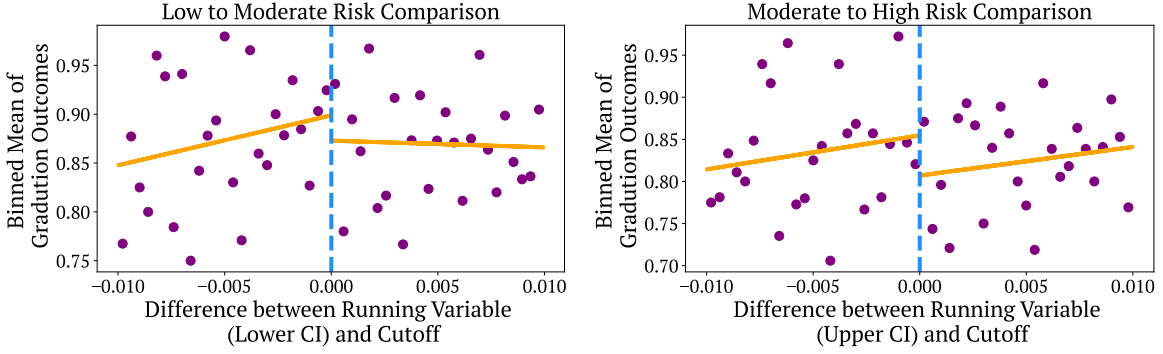 Low to Moderate Risk Comparison
Binned Mean of
Gradution Outcomes
0.95
0.90
0.85
0.80
0.75
−0.010
−0.005
0.000
0.005
0.010
Difference between Running Variable
(Lower CI) and Cutoff
Moderate to High Risk Comparison
Binned Mean of
Gradution Outcomes
0.95
0.90
0.85
0.80
0.75
0.70
−0.010
−0.005
0.000
0.005
0.010
Difference between Running Variable
(Upper CI) and Cutoff